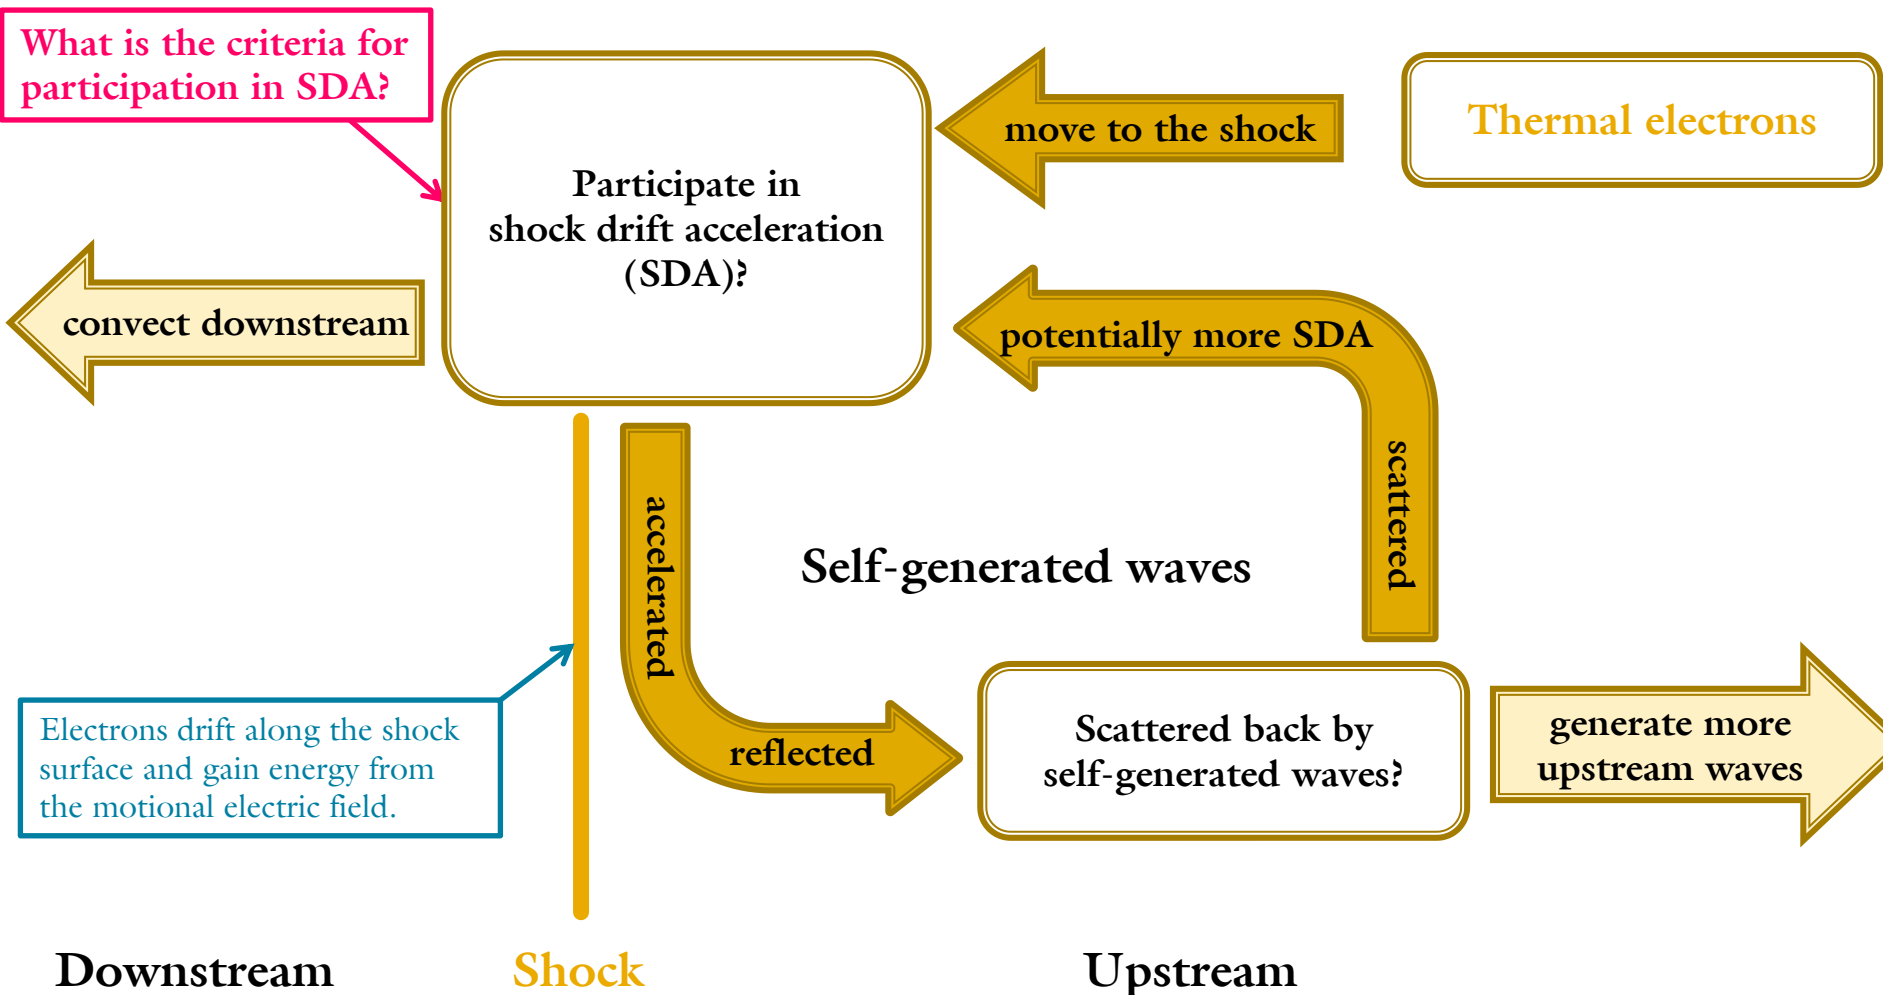 What is the criteria for
participation in SDA?
Participate in
shock drift acceleration
(SDA)?
move to the shock
Thermal electrons
convect downstream
potentially more SDA
scattered
accelerated
Self-generated waves
reflected
Scattered back by
self-generated waves?
generate more
upstream waves
Electrons drift along the shock
surface and gain energy from
the motional electric field.
Downstream
Shock
Upstream